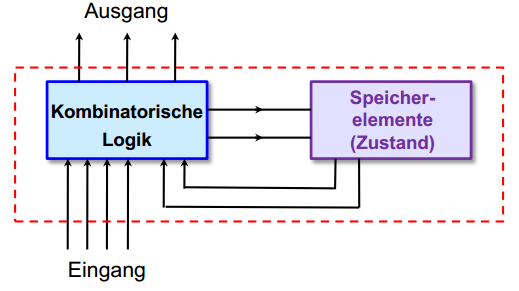 Ausgang
Kombinatorische
Logik
Speicher-
elemente
(Zustand)
Eingang